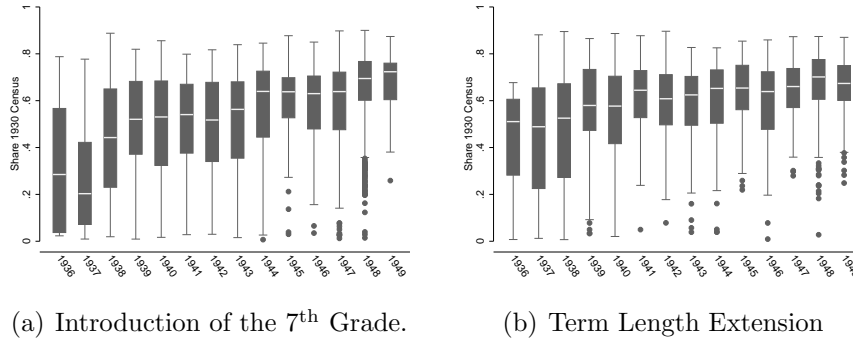 Share 1930 Census
0 .2 .4 .6 .8 1
1936 1937 1938 1939 1940 1941 1942 1943 1944 1945 1946 1947 1948 1949
(a) Introduction of the 7th Grade.
Share 1930 Census
0 .2 .4 .6 .8 1
1936 1937 1938 1939 1940 1941 1942 1943 1944 1945 1946 1947 1948 1949
(b) Term Length Extension